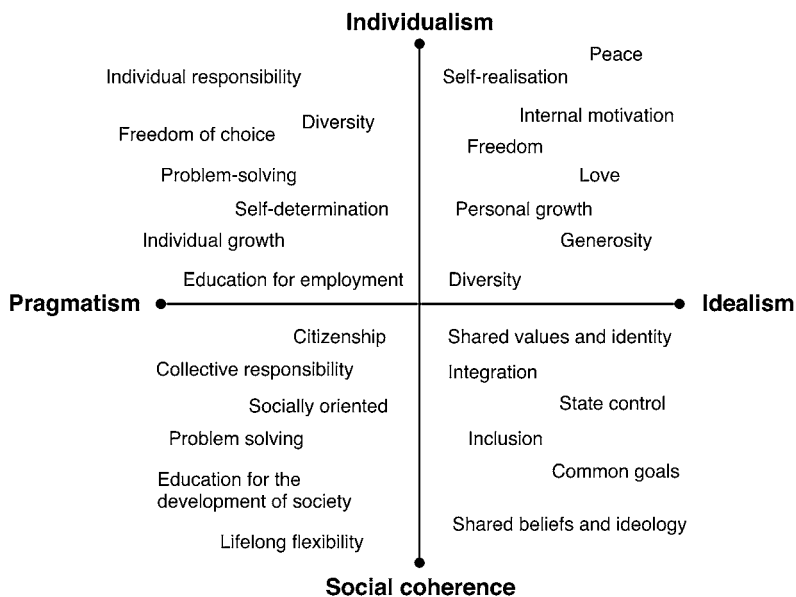 Individualism
Peace
Individual responsibility
Self-realisation
Internal motivation
Diversity
Freedom of choice
Freedom
Problem-solving
Love
Self-determination
Personal growth
Individual growth
Generosity
Education for employment
Diversity
Pragmatism
Idealism
Citizenship
Shared values and identity
Collective responsibility
Integration
Socially oriented
State control
Problem solving
Inclusion
Common goals
Education for the
development of society
Shared beliefs and ideology
Lifelong flexibility
Social coherence